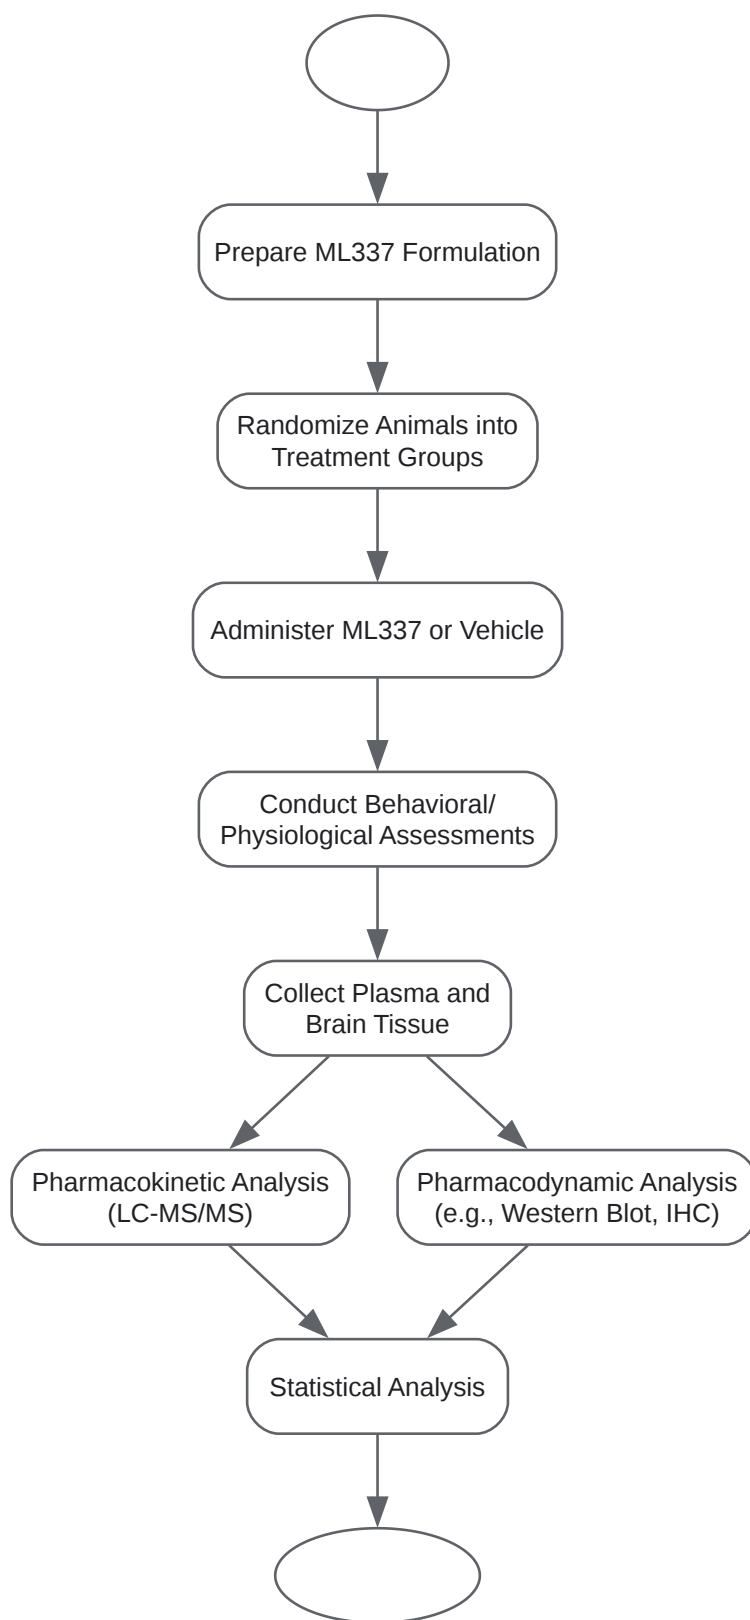 Prepare ML337 Formulation
Randomize Animals into
Treatment Groups
Administer ML337 or Vehicle
Conduct Behavioral/
Physiological Assessments
Collect Plasma and
Brain Tissue
Pharmacokinetic Analysis
(LC-MS/MS)
Pharmacodynamic Analysis
(e.g., Western Blot, IHC)
Statistical Analysis